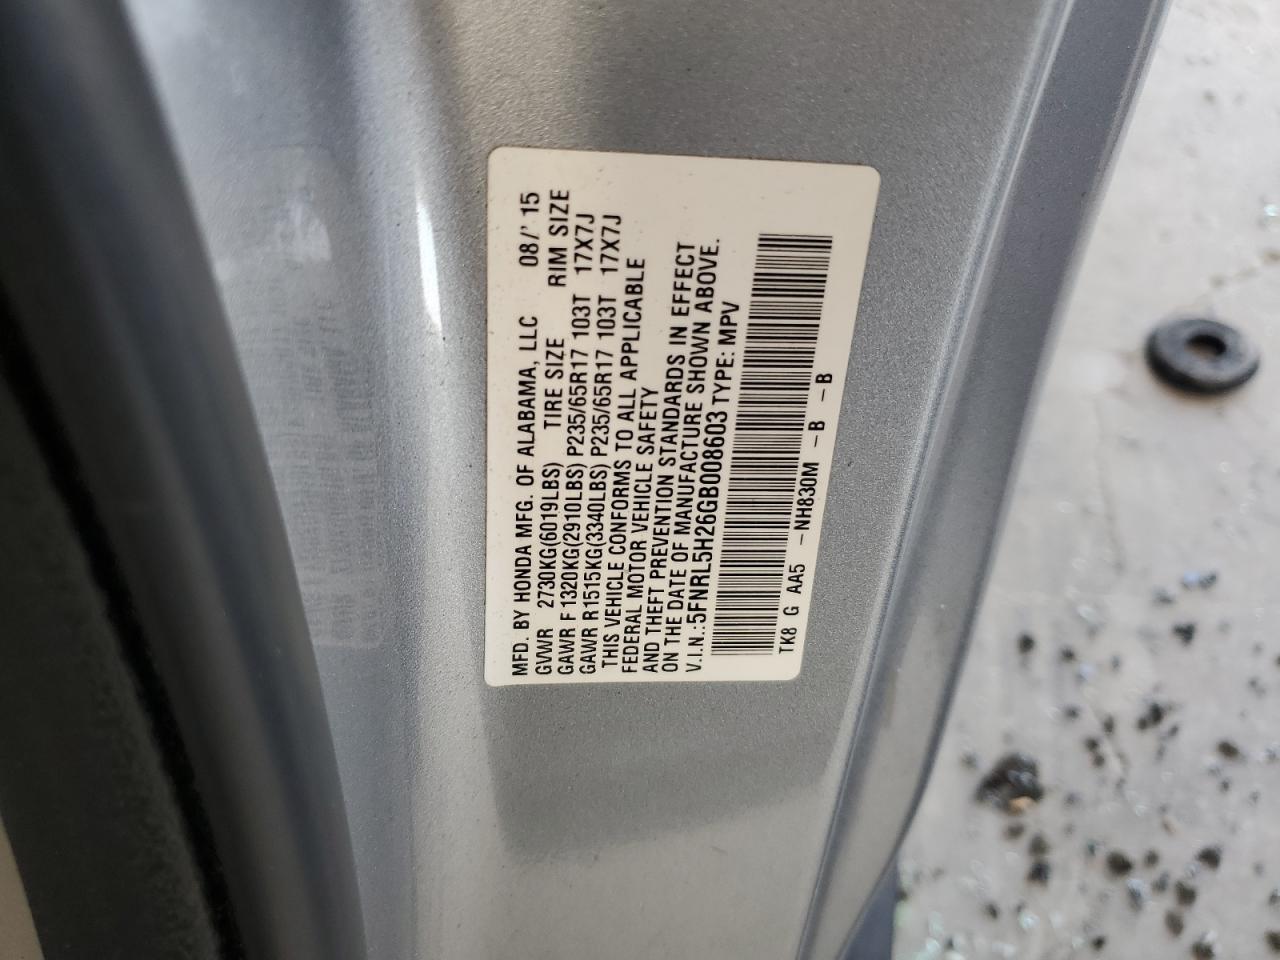 MFD. BY HONDA MFG. OF ALABAMA, LLC 08/' 15
GVWR 2730KG(6019LBS) TIRE SIZE RIM SIZE
GAWR F 1320KG(2910LBS) P235/65R17 103T 17X7J
GAWR R1515KG(3340LBS) P235/65R17 103T 17X7J
THIS VEHICLE CONFORMS TO ALL APPLICABLE
FEDERAL MOTOR VEHICLE SAFETY
AND THEFT PREVENTION STANDARDS IN EFFECT
ON THE DATE OF MANUFACTURE SHOWN ABOVE.
V.I.N.:5FNRL5H26GB008603 TYPE: MPV
TK8 G AA5 -NH830M -B -B